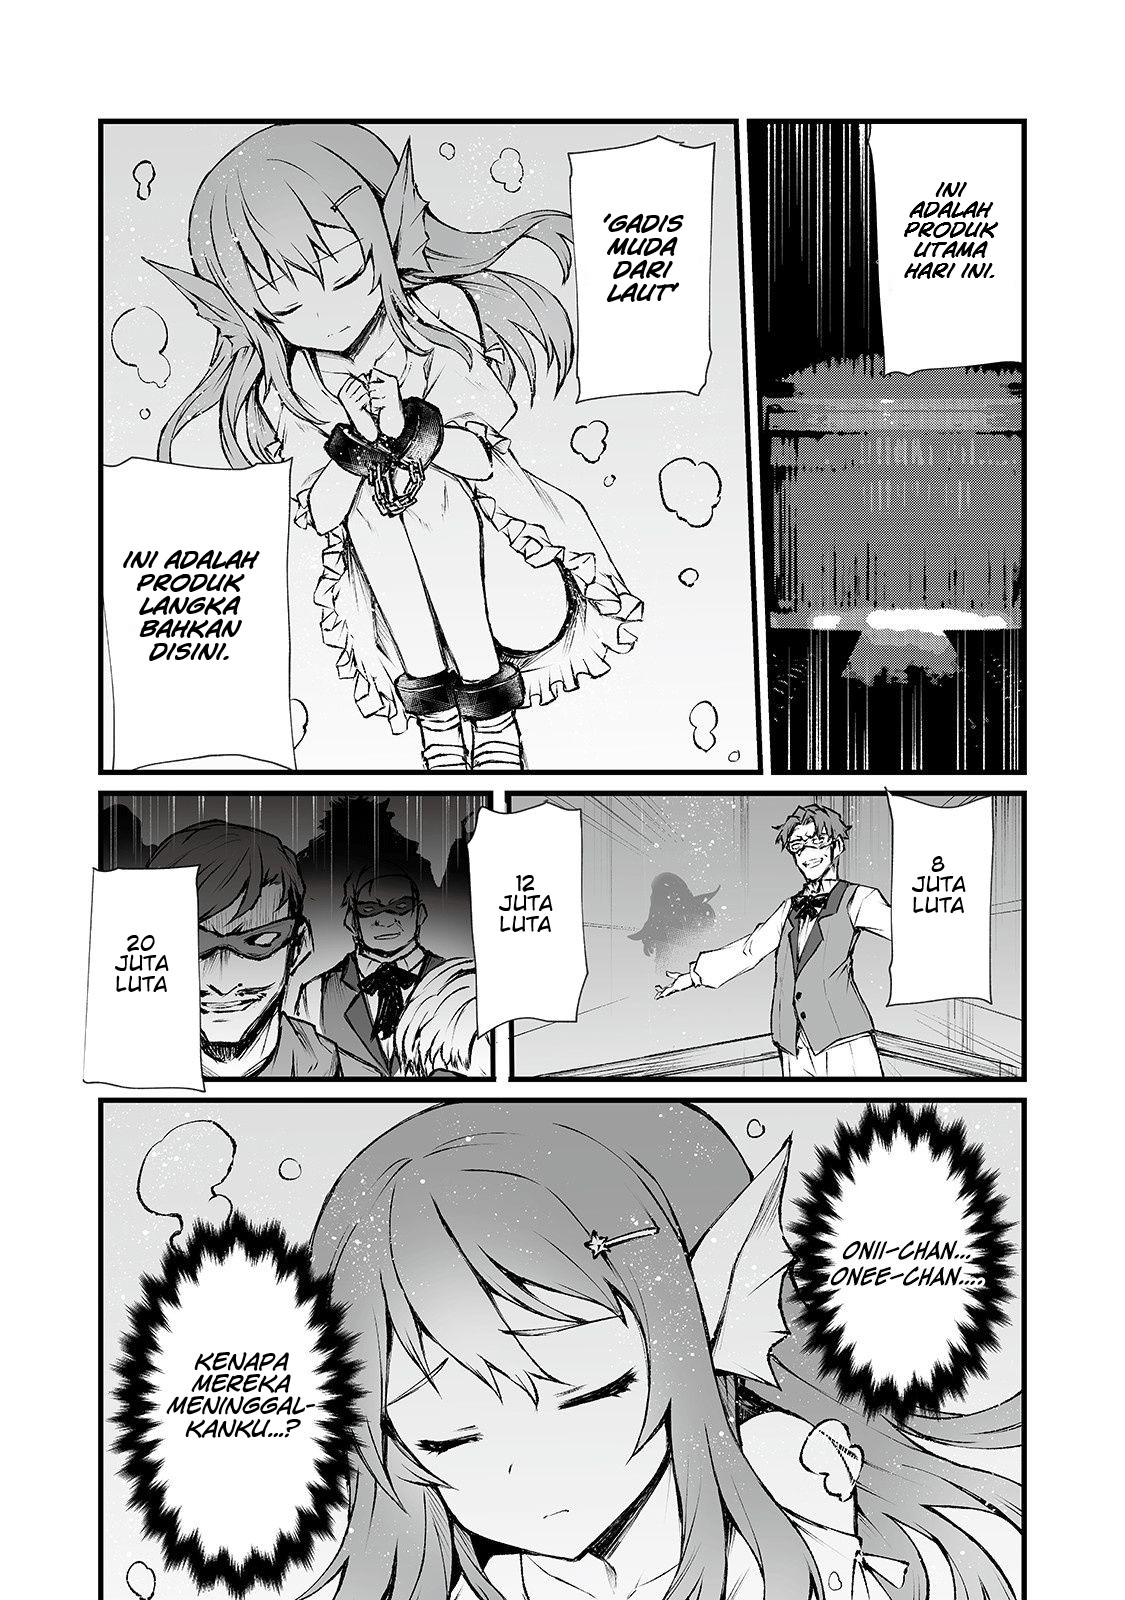 INI
ADALAH
PRODUK
UTAMA
HARI INI.
'GADIS
MUDA
DARI
LAUT'
INI ADALAH
PRODUK
LANGKA
BAHKAN
DISINI.
8
JUTA
LUTA
12
JUTA
LUTA
20
JUTA
LUTA
ONII-CHAN...
ONEE-CHAN....
KENAPA
MEREKA
MENINGGAL-
KANKU...?